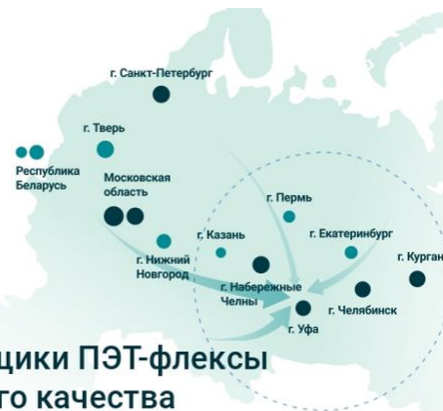 г. Санкт-Петербург
г. Тверь
Республика
Беларусь
Московская
область
г. Пермь
г. Казань
г. Екатеринбург
г. Нижний
Новгород
г. Курган
г. Набережные
Челны
г. Челябинск
г. Уфа
щики ПЭТ-флексы
го качества